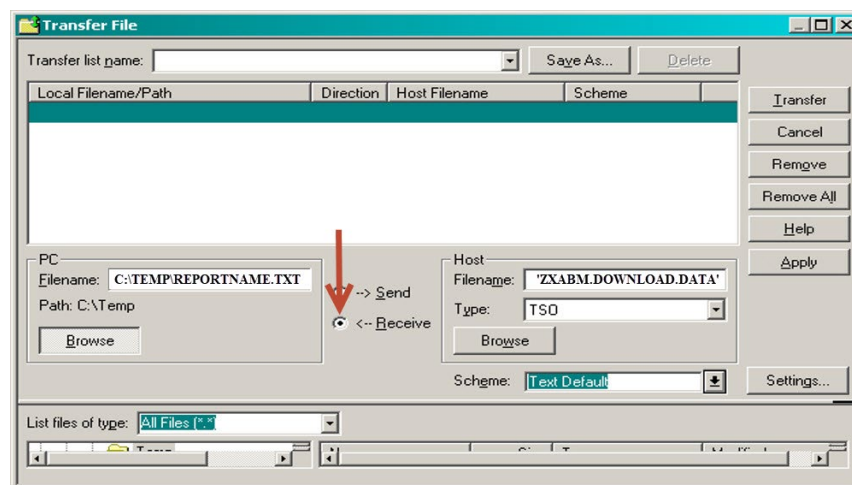 Transfer File
Transfer list name:
Save As...
Delete
Local Filename/Path Direction Host Filename Scheme
Transfer
Cancel
Remove
Remove All
Help
Apply
PC
Filename: C:\TEMP\REPORTNAME.TXT
Path: C:\Temp
Browse
--> Send
<-- Receive
Host
Filename: 'ZXABM.DOWNLOAD.DATA'
Type: TSO
Browse
Scheme: Text Default
Settings...
List files of type: All Files (*.*)